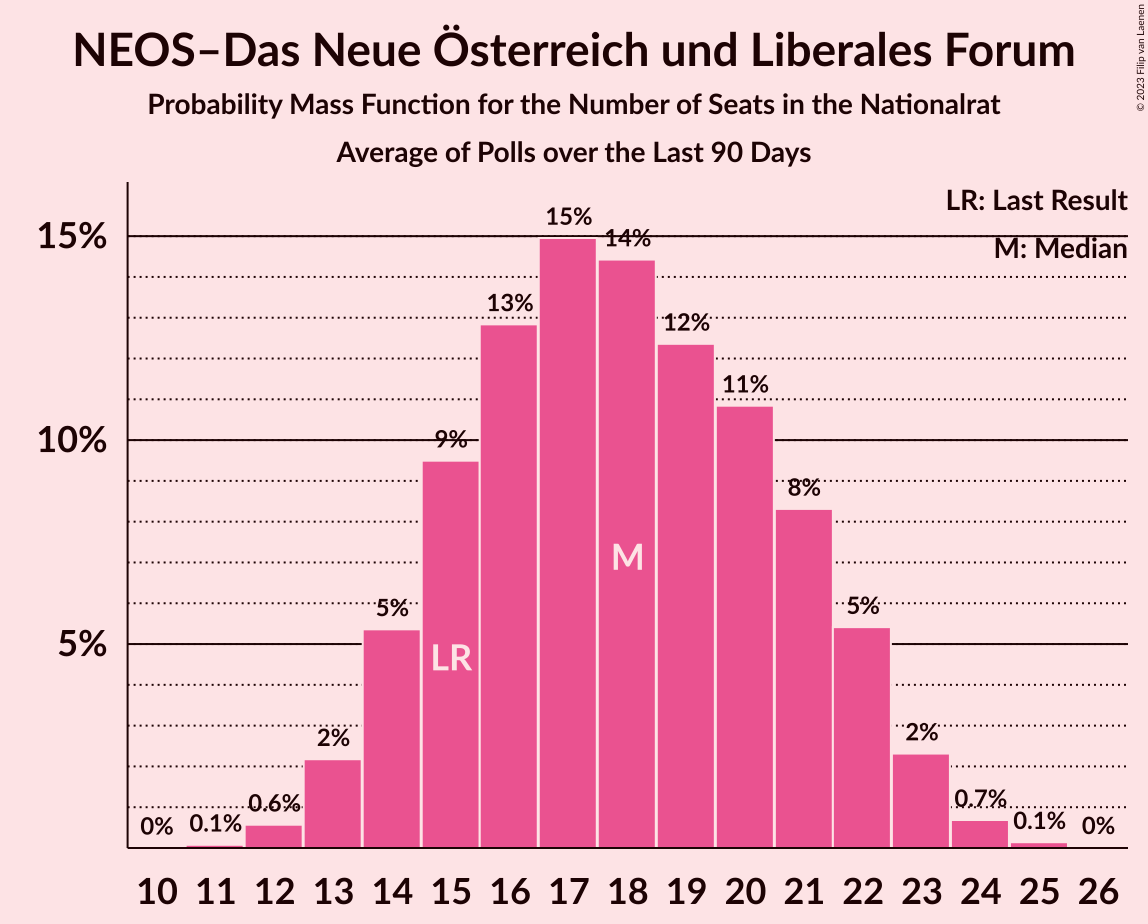 NEOS–Das Neue Österreich und Liberales Forum
Probability Mass Function for the Number of Seats in the Nationalrat
Average of Polls over the Last 90 Days
© 2023 Filip van Laenen
LR: Last Result
M: Median
15%
10%
5%
0%
0.1%
0.6%
2%
5%
9%
13%
15%
14%
12%
11%
8%
5%
2%
0.7%
0.1%
0%
LR
M
10 11 12 13 14 15 16 17 18 19 20 21 22 23 24 25 26